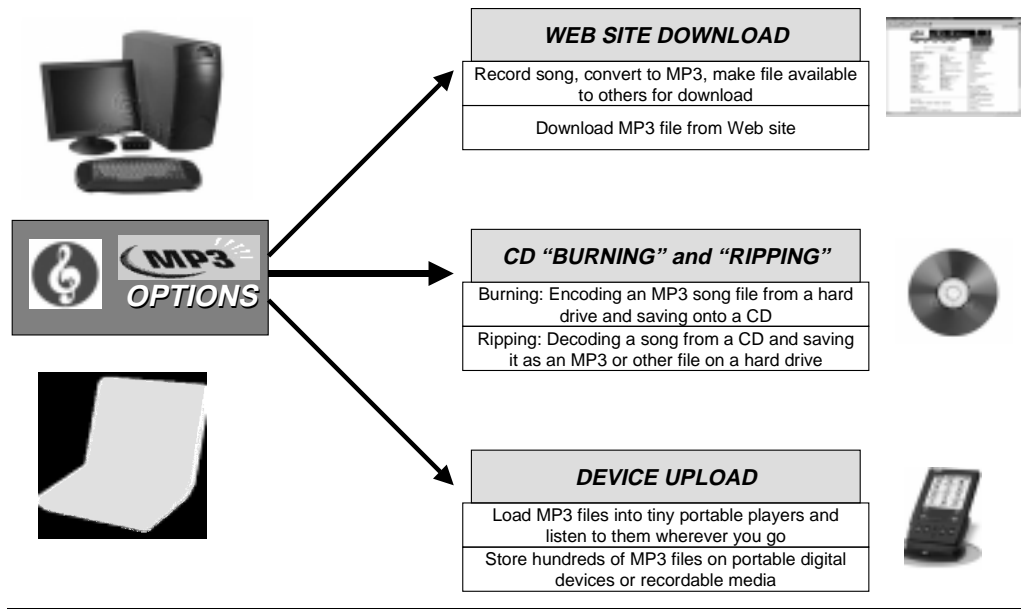 WEB SITE DOWNLOAD
Record song, convert to MP3, make file available
to others for download
Download MP3 file from Web site
MP3
OPTIONS
CD “BURNING” and “RIPPING”
Burning: Encoding an MP3 song file from a hard
drive and saving onto a CD
Ripping: Decoding a song from a CD and saving
it as an MP3 or other file on a hard drive
DEVICE UPLOAD
Load MP3 files into tiny portable players and
listen to them wherever you go
Store hundreds of MP3 files on portable digital
devices or recordable media